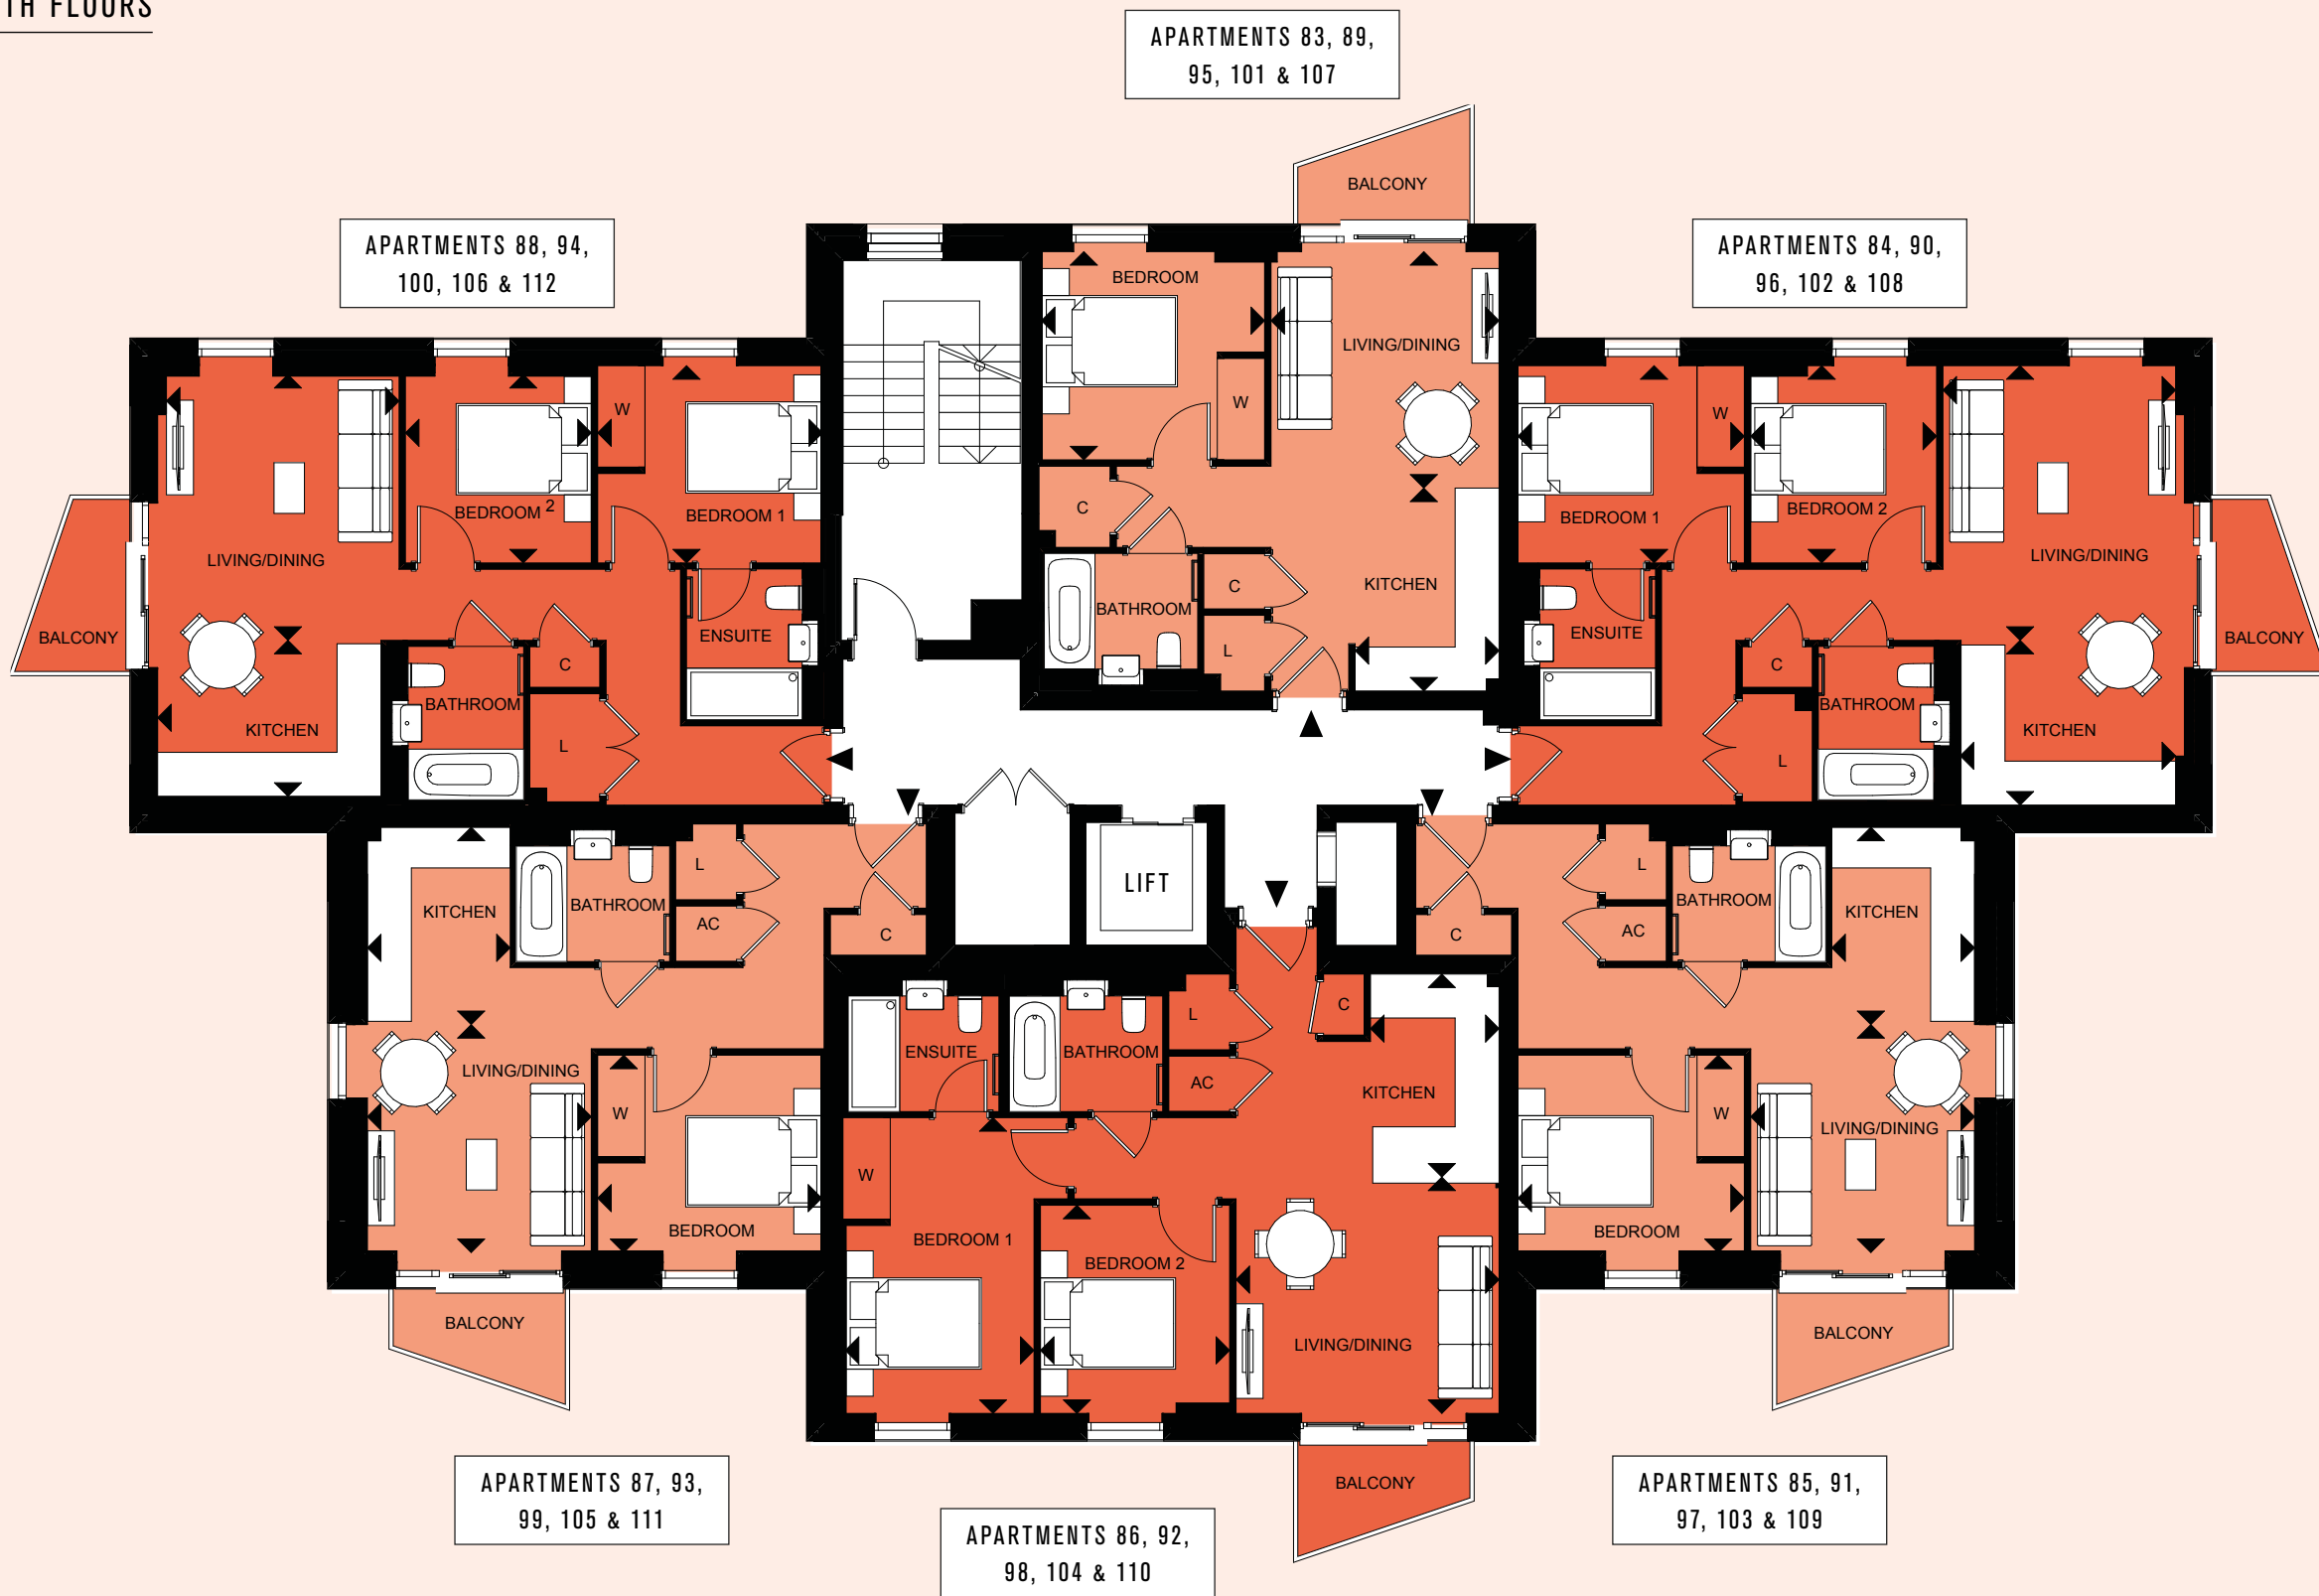 TH FLOORS
APARTMENTS 83, 89,
95, 101 & 107
BALCONY
APARTMENTS 88, 94,
100, 106 & 112
APARTMENTS 84, 90,
96, 102 & 108
LIVING/DINING
BALCONY
KITCHEN
BEDROOM 2
W
BEDROOM 1
ENSUITE
BATHROOM
C
L
BEDROOM
W
LIVING/DINING
C
BATHROOM
C
L
KITCHEN
BEDROOM 1
W
BEDROOM 2
LIVING/DINING
ENSUITE
C
BATHROOM
L
KITCHEN
BALCONY
KITCHEN
BATHROOM
L
AC
C
LIVING/DINING
W
BEDROOM
BALCONY
LIFT
ENSUITE
BATHROOM
L
AC
C
KITCHEN
W
BEDROOM 1
BEDROOM 2
LIVING/DINING
BALCONY
C
L
AC
BATHROOM
KITCHEN
W
BEDROOM
LIVING/DINING
BALCONY
APARTMENTS 87, 93,
99, 105 & 111
APARTMENTS 86, 92,
98, 104 & 110
APARTMENTS 85, 91,
97, 103 & 109